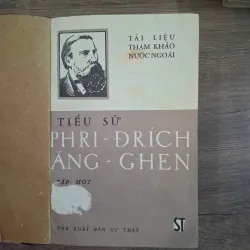 TÀI LIỆU
THAM KHẢO
NƯỚC NGOÀI
TIỂU SỬ
PHRI-ĐRÍCH
ĂNG-GHEN
TẬP MỘT
NHÀ XUẤT BẢN SỰ THẬT
ST